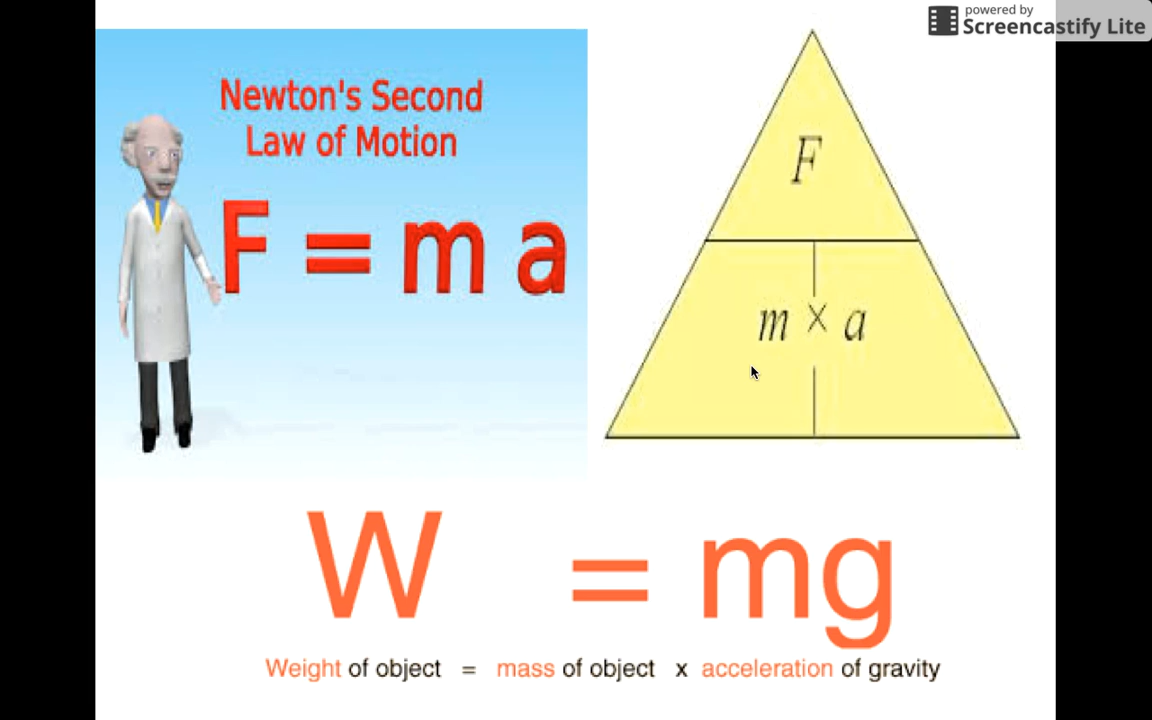 powered by
Screencastify Lite
Newton's Second
Law of Motion
F = m a
F
m × a
W = mg
Weight of object = mass of object x acceleration of gravity